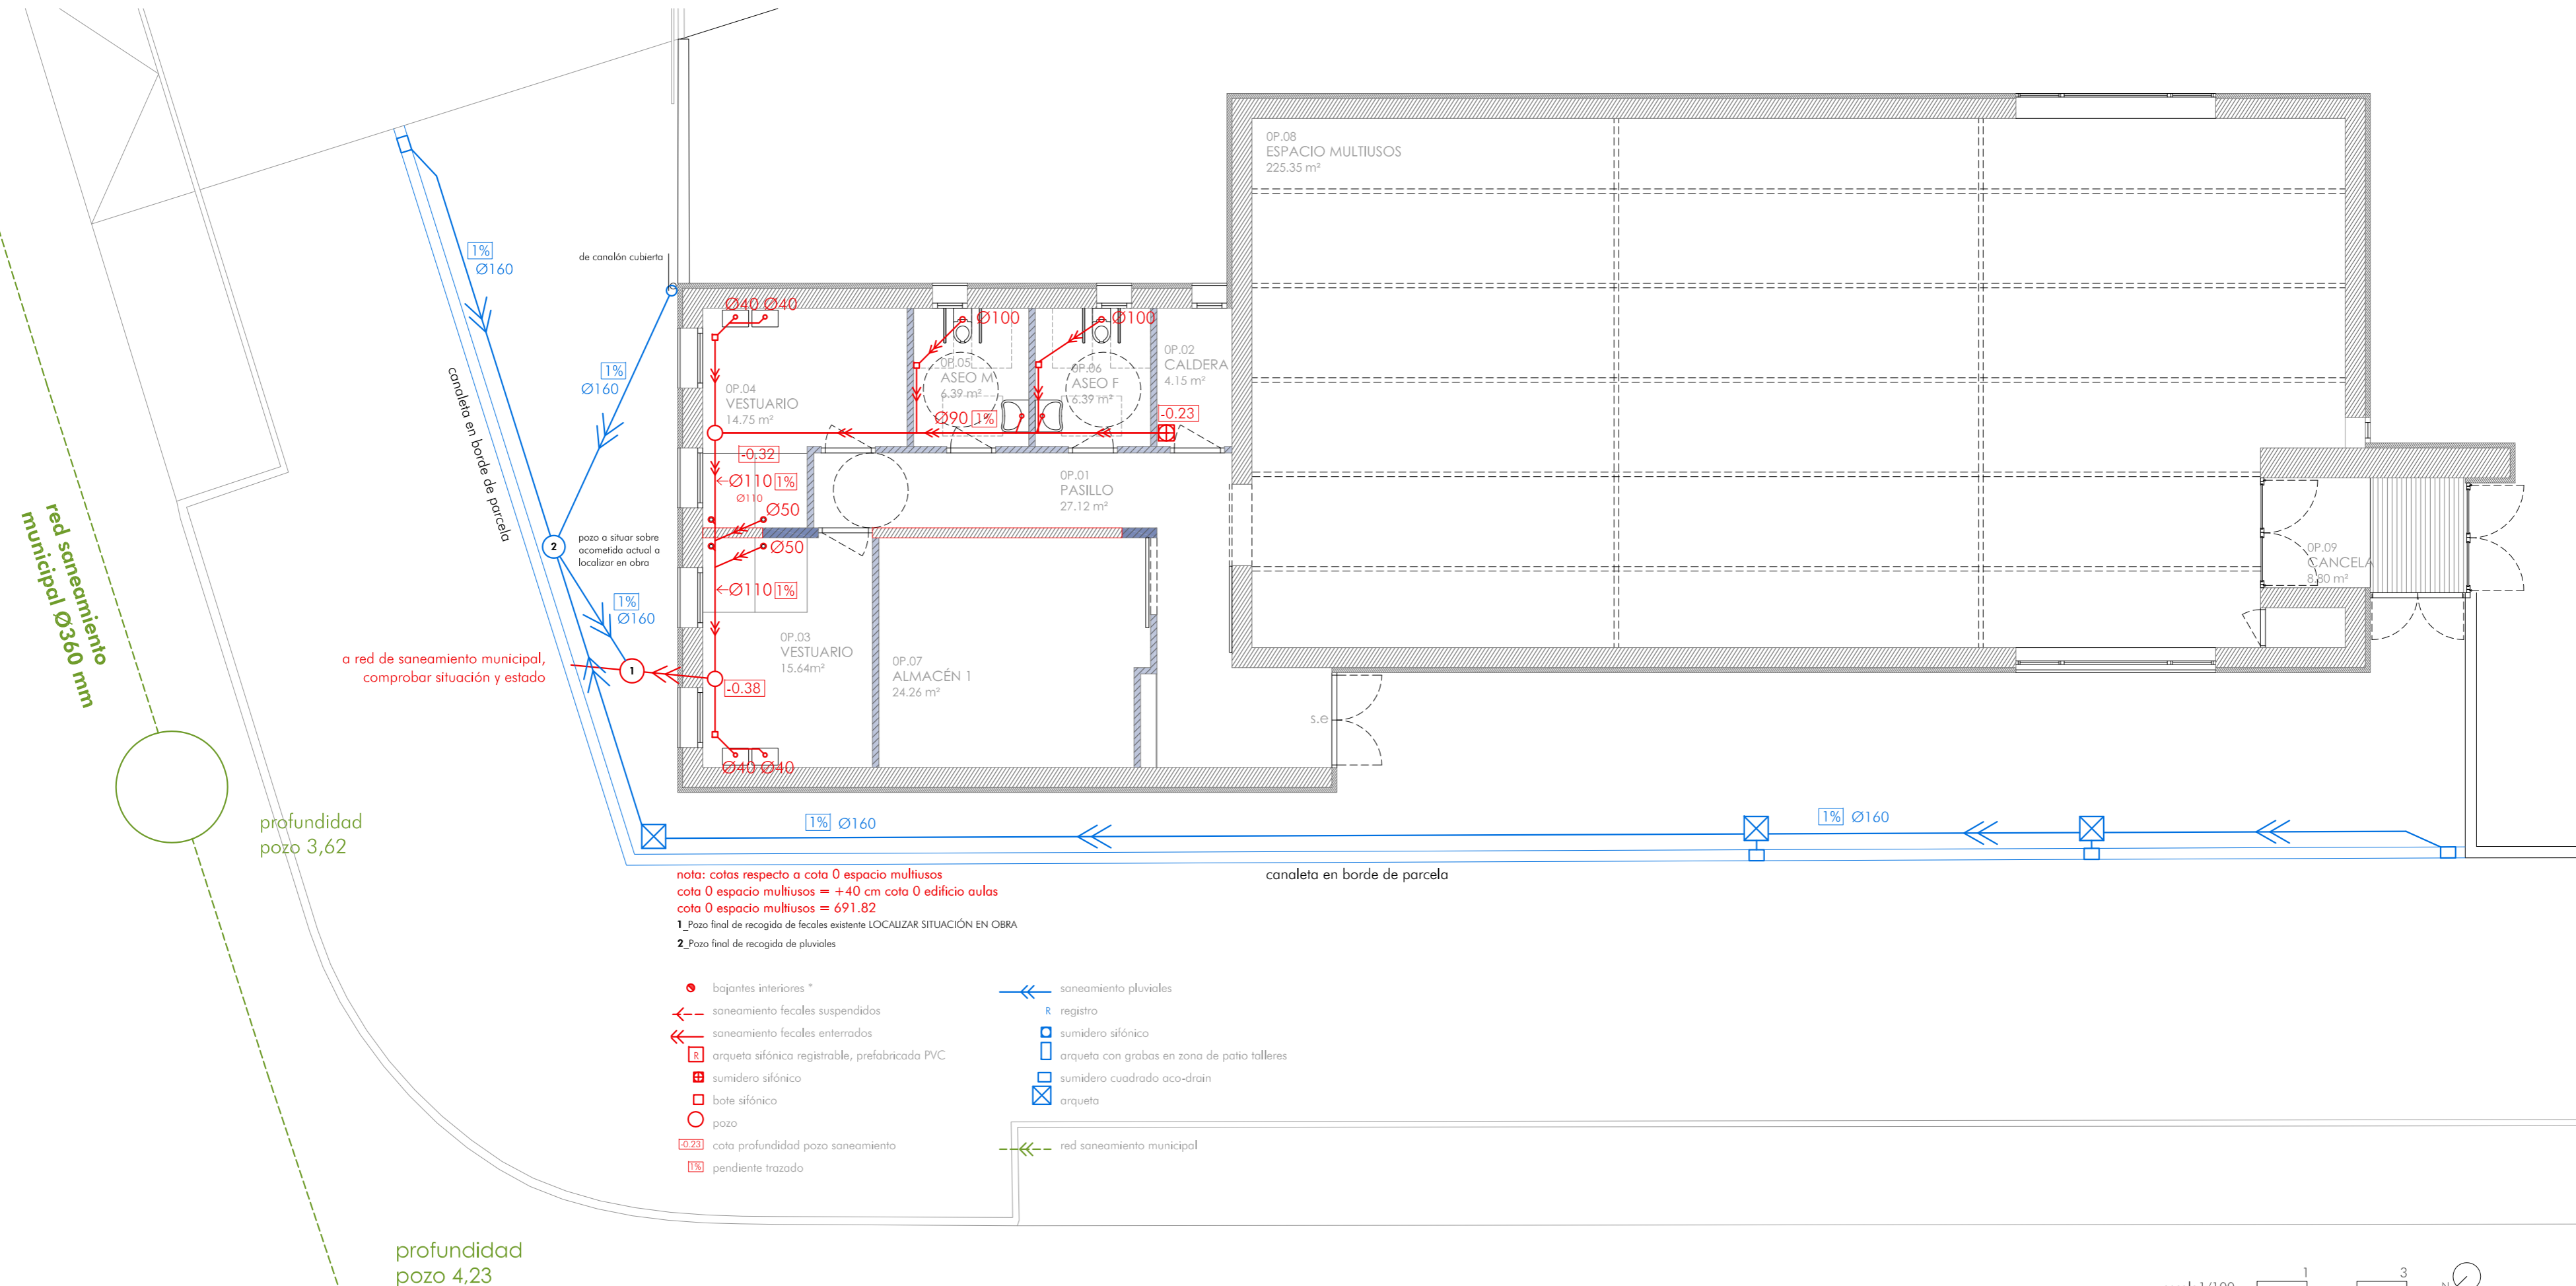 0P.08
ESPACIO MULTIUSOS
225.35 m²
1%
Ø160
de canalón cubierta
Ø40 Ø40
Ø100
Ø100
0P.02
CALDERA
4.15 m²
0P.05
ASEO M
6.39 m²
0P.06
ASEO F
6.39 m²
1%
Ø160
canaleta en borde de parcela
0P.04
VESTUARIO
14.75 m²
Ø90 1%
-0.23
-0.32
Ø110 1%
Ø110
Ø50
0P.01
PASILLO
27.12 m²
red saneamiento
municipal Ø360 mm
2
pozo a situar sobre
acometida actual a
localizar en obra
Ø50
0P.09
CANCELA
8.80 m²
Ø110 1%
1%
Ø160
0P.03
VESTUARIO
15.64m²
0P.07
ALMACÉN 1
24.26 m²
a red de saneamiento municipal,
comprobar situación y estado
1
-0.38
s.e
Ø40 Ø40
profundidad
pozo 3,62
1% Ø160
1% Ø160
canaleta en borde de parcela
nota: cotas respecto a cota 0 espacio multiusos
cota 0 espacio multiusos = +40 cm cota 0 edificio aulas
cota 0 espacio multiusos = 691.82
1_Pozo final de recogida de fecales existente LOCALIZAR SITUACIÓN EN OBRA
2_Pozo final de recogida de pluviales
bajantes interiores *
saneamiento fecales suspendidos
saneamiento fecales enterrados
R arqueta sifónica registrable, prefabricada PVC
sumidero sifónico
bote sifónico
pozo
-0.23 cota profundidad pozo saneamiento
1% pendiente trazado
saneamiento pluviales
R registro
sumidero sifónico
arqueta con grabas en zona de patio talleres
sumidero cuadrado aco-drain
arqueta
red saneamiento municipal
profundidad
pozo 4,23
1 3
N